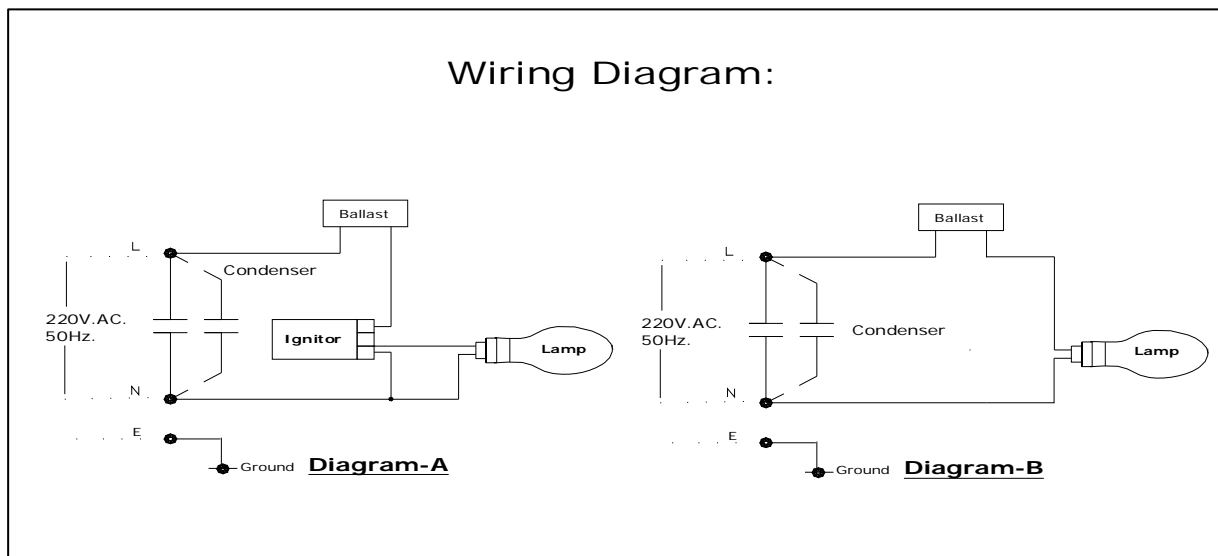 Wiring Diagram:
Ballast
L
Condenser
220V.AC.
50Hz.
Ignitor
Lamp
N
E
Ground
Diagram-A
Ballast
L
220V.AC.
50Hz.
Condenser
Lamp
N
E
Ground
Diagram-B